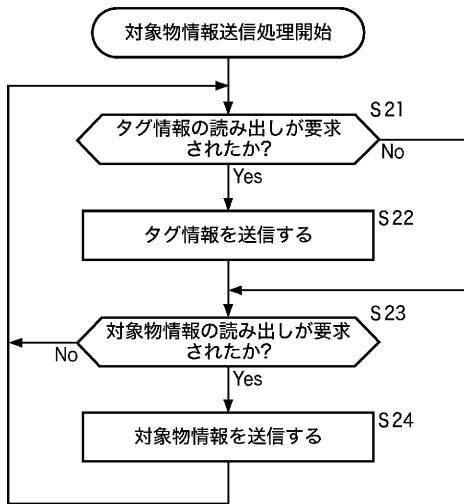 対象物情報送信処理開始
S21
タグ情報の読み出しが要求
されたか?
No
Yes
S22
タグ情報を送信する
S23
対象物情報の読み出しが要求
されたか?
No
Yes
S24
対象物情報を送信する